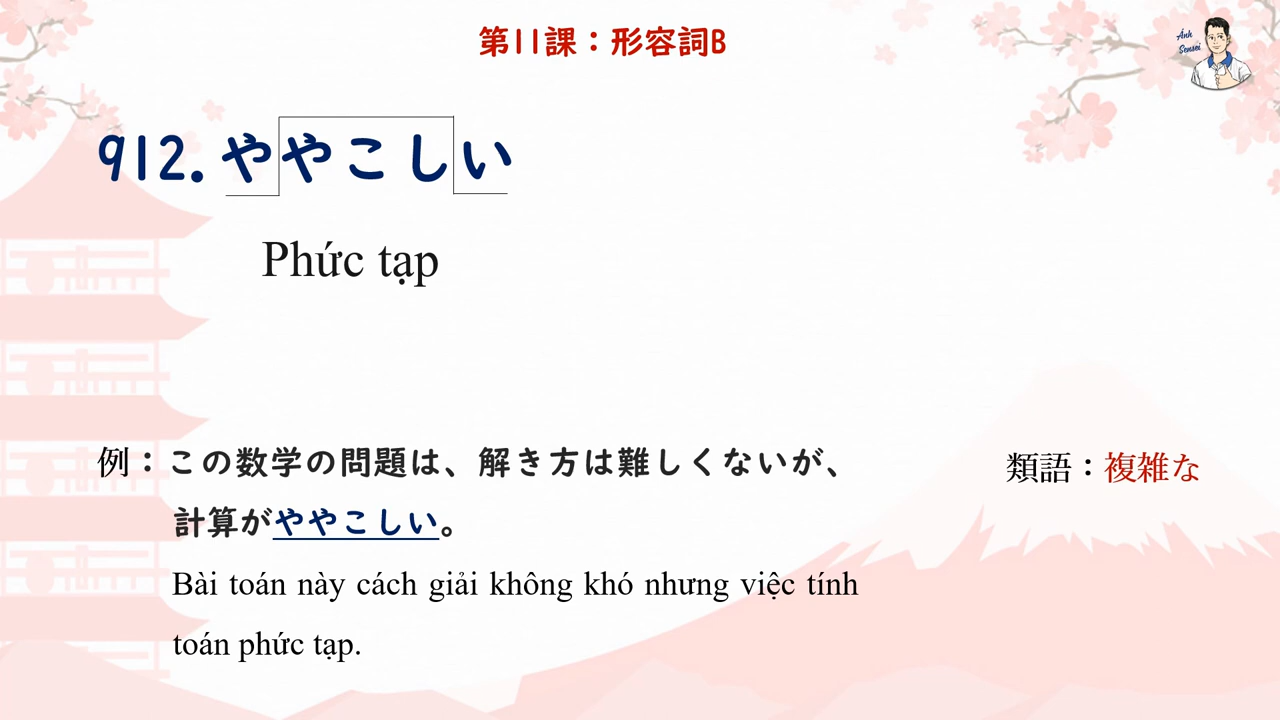 第11課：形容詞B
Anh
Sensei
912. ややこしい
Phức tạp
例：この数学の問題は、解き方は難しくないが、
計算がややこしい。
類語：複雑な
Bài toán này cách giải không khó nhưng việc tính
toán phức tạp.